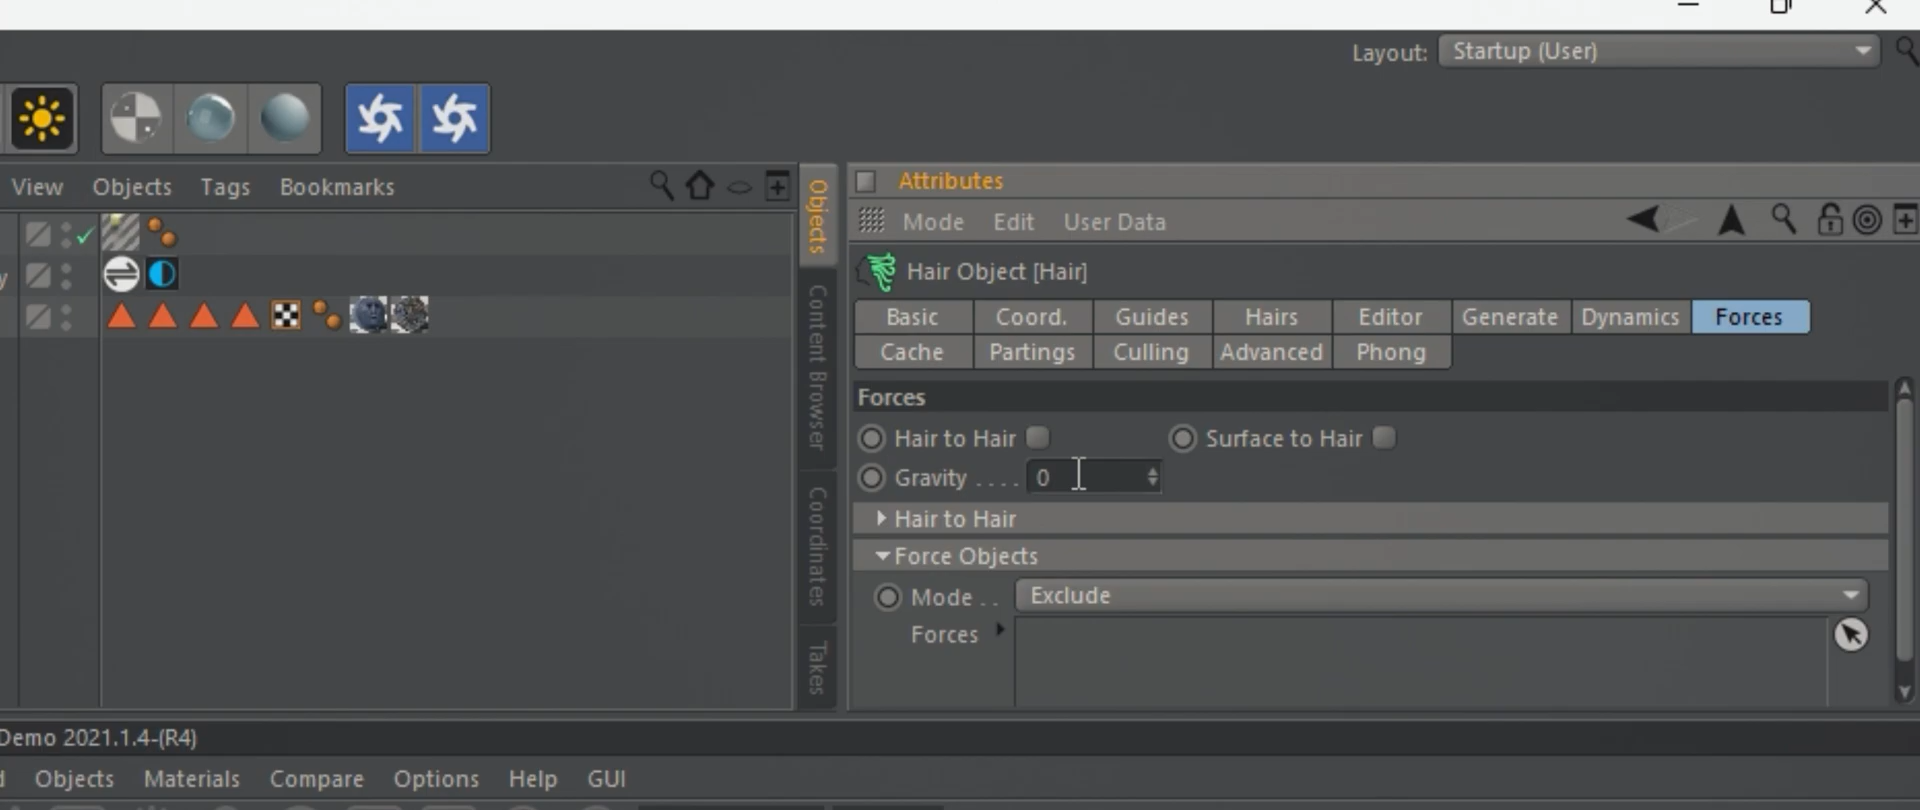 Layout: Startup (User)
View Objects Tags Bookmarks
Objects
Content Browser
Coordinates
Takes
Attributes
Mode Edit User Data
Hair Object [Hair]
Basic Coord. Guides Hairs Editor Generate Dynamics Forces
Cache Partings Culling Advanced Phong
Forces
Hair to Hair Surface to Hair
Gravity .... 0
Hair to Hair
Force Objects
Mode .. Exclude
Forces
Demo 2021.1.4-(R4)
Objects Materials Compare Options Help GUI